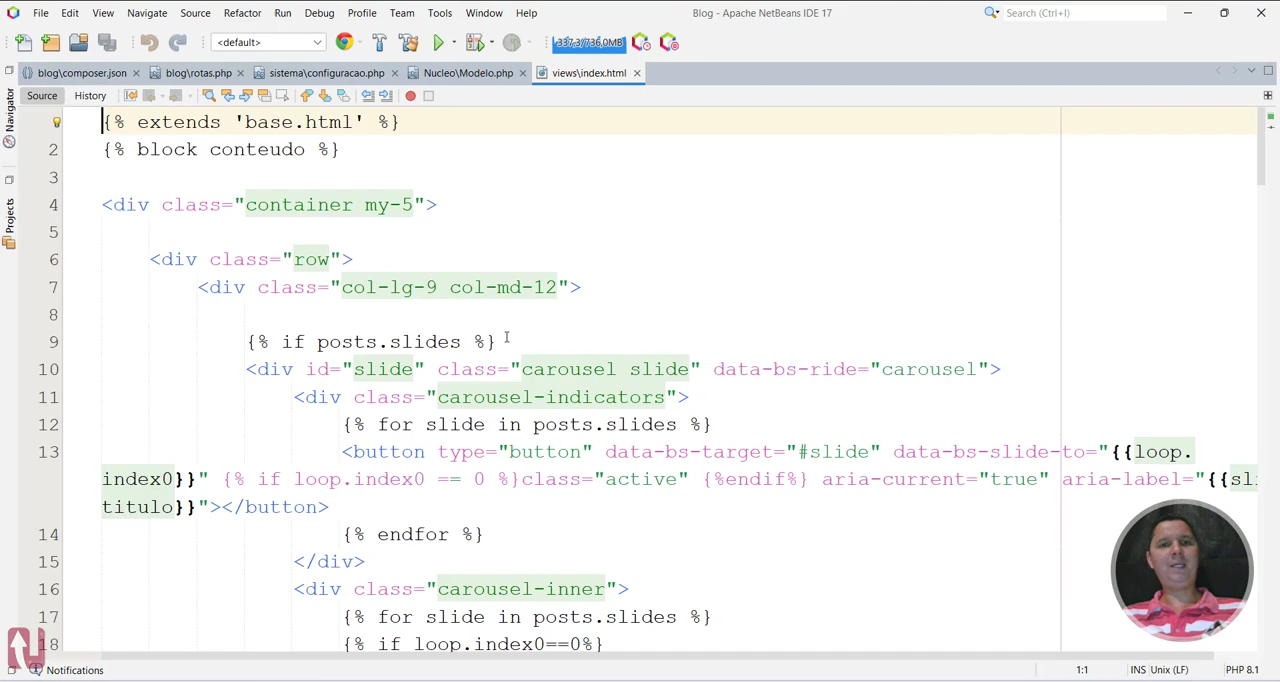 File Edit View Navigate Source Refactor Run Debug Profile Team Tools Window Help
Blog - Apache NetBeans IDE 17
Search (Ctrl+I)
<default>
337,3/736,0MB
blog\composer.json
blog\rotas.php
sistema\configuracao.php
Nucleo\Modelo.php
views\index.html
Source History
Navigator
Projects
{% extends 'base.html' %}
2 {% block conteudo %}
3
4 <div class="container my-5">
5
6 <div class="row">
7 <div class="col-lg-9 col-md-12">
8
9 {% if posts.slides %}
10 <div id="slide" class="carousel slide" data-bs-ride="carousel">
11 <div class="carousel-indicators">
12 {% for slide in posts.slides %}
13 <button type="button" data-bs-target="#slide" data-bs-slide-to="{{loop.
index0}}" {% if loop.index0 == 0 %}class="active" {%endif%} aria-current="true" aria-label="{{sli
titulo}}"></button>
14 {% endfor %}
15 </div>
16 <div class="carousel-inner">
17 {% for slide in posts.slides %}
18 {% if loop.index0==0%}
Notifications
1:1
INS Unix (LF)
PHP 8.1